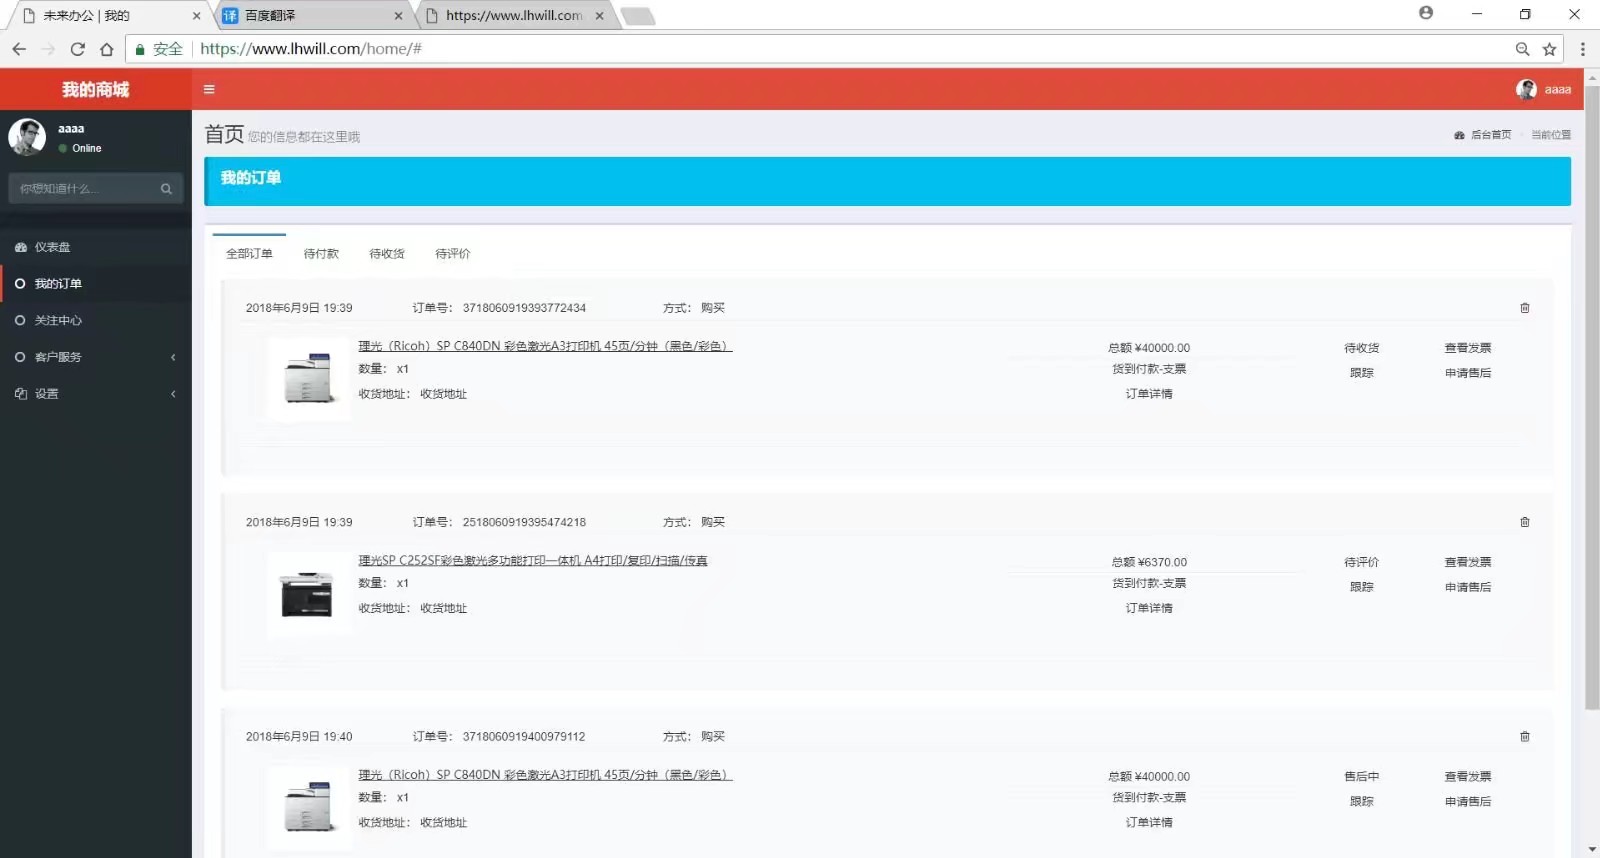 未来办公 | 我的
译 百度翻译
https://www.lhwill.com
安全 https://www.lhwill.com/home/#
我的商城
aaaa
aaaa
Online
首页 您的信息都在这里哦
后台首页 当前位置
你想知道什么...
我的订单
仪表盘
我的订单
关注中心
客户服务
设置
全部订单 待付款 待收货 待评价
2018年6月9日 19:39 订单号： 3718060919393772434 方式： 购买
理光（Ricoh）SP C840DN 彩色激光A3打印机 45页/分钟（黑色/彩色）
总额 ¥40000.00 待收货 查看发票
数量： x1 货到付款-支票 跟踪 申请售后
收货地址： 收货地址 订单详情
2018年6月9日 19:39 订单号： 2518060919395474218 方式： 购买
理光SP C252SF彩色激光多功能打印一体机 A4打印/复印/扫描/传真
总额 ¥6370.00 待评价 查看发票
数量： x1 货到付款-支票 跟踪 申请售后
收货地址： 收货地址 订单详情
2018年6月9日 19:40 订单号： 3718060919400979112 方式： 购买
理光（Ricoh）SP C840DN 彩色激光A3打印机 45页/分钟（黑色/彩色）
总额 ¥40000.00 售后中 查看发票
数量： x1 货到付款-支票 跟踪 申请售后
收货地址： 收货地址 订单详情